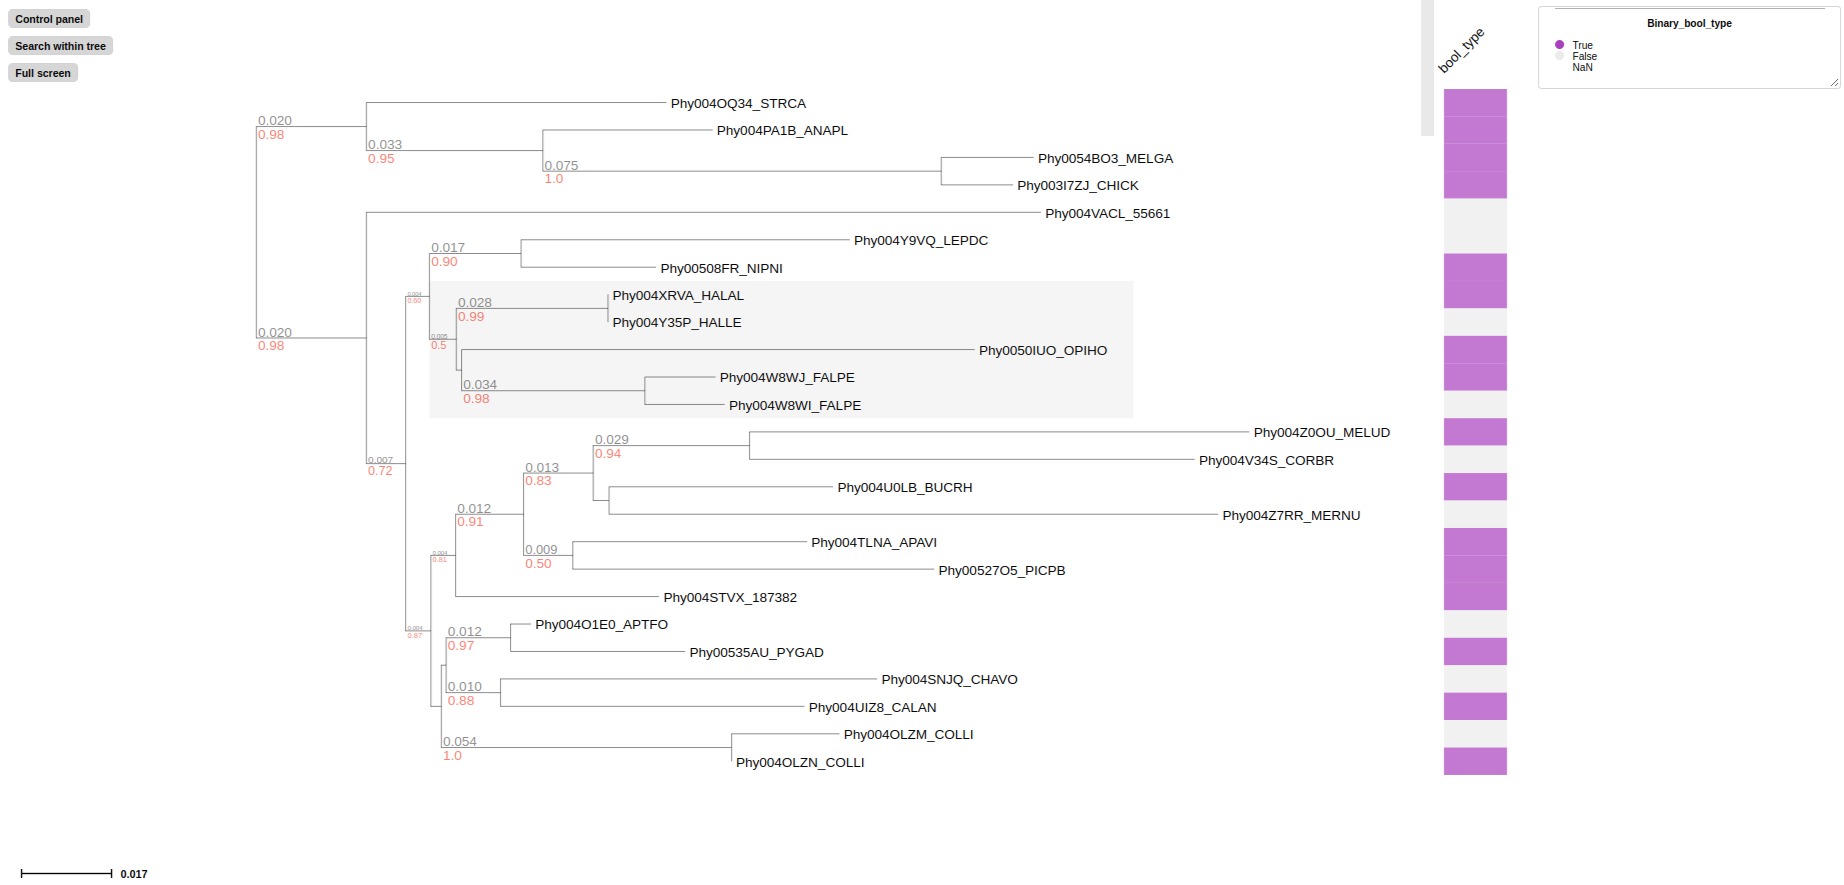 Control panel
Search within tree
Full screen
bool_type
Binary_bool_type
True
False
NaN
Phy004OQ34_STRCA
0.020
0.98
Phy004PA1B_ANAPL
0.033
0.95
Phy0054BO3_MELGA
0.075
1.0
Phy003I7ZJ_CHICK
Phy004VACL_55661
Phy004Y9VQ_LEPDC
0.017
0.90
Phy00508FR_NIPNI
0.004
0.60
Phy004XRVA_HALAL
0.028
0.99
Phy004Y35P_HALLE
0.020
0.98
0.005
0.5
Phy0050IUO_OPIHO
Phy004W8WJ_FALPE
0.034
0.98
Phy004W8WI_FALPE
Phy004Z0OU_MELUD
0.029
0.94
Phy004V34S_CORBR
0.007
0.72
0.013
0.83
Phy004U0LB_BUCRH
0.012
0.91
Phy004Z7RR_MERNU
Phy004TLNA_APAVI
0.009
0.50
0.004
0.81
Phy00527O5_PICPB
Phy004STVX_187382
Phy004O1E0_APTFO
0.004
0.87
0.012
0.97
Phy00535AU_PYGAD
Phy004SNJQ_CHAVO
0.010
0.88
Phy004UIZ8_CALAN
Phy004OLZM_COLLI
0.054
1.0
Phy004OLZN_COLLI
0.017